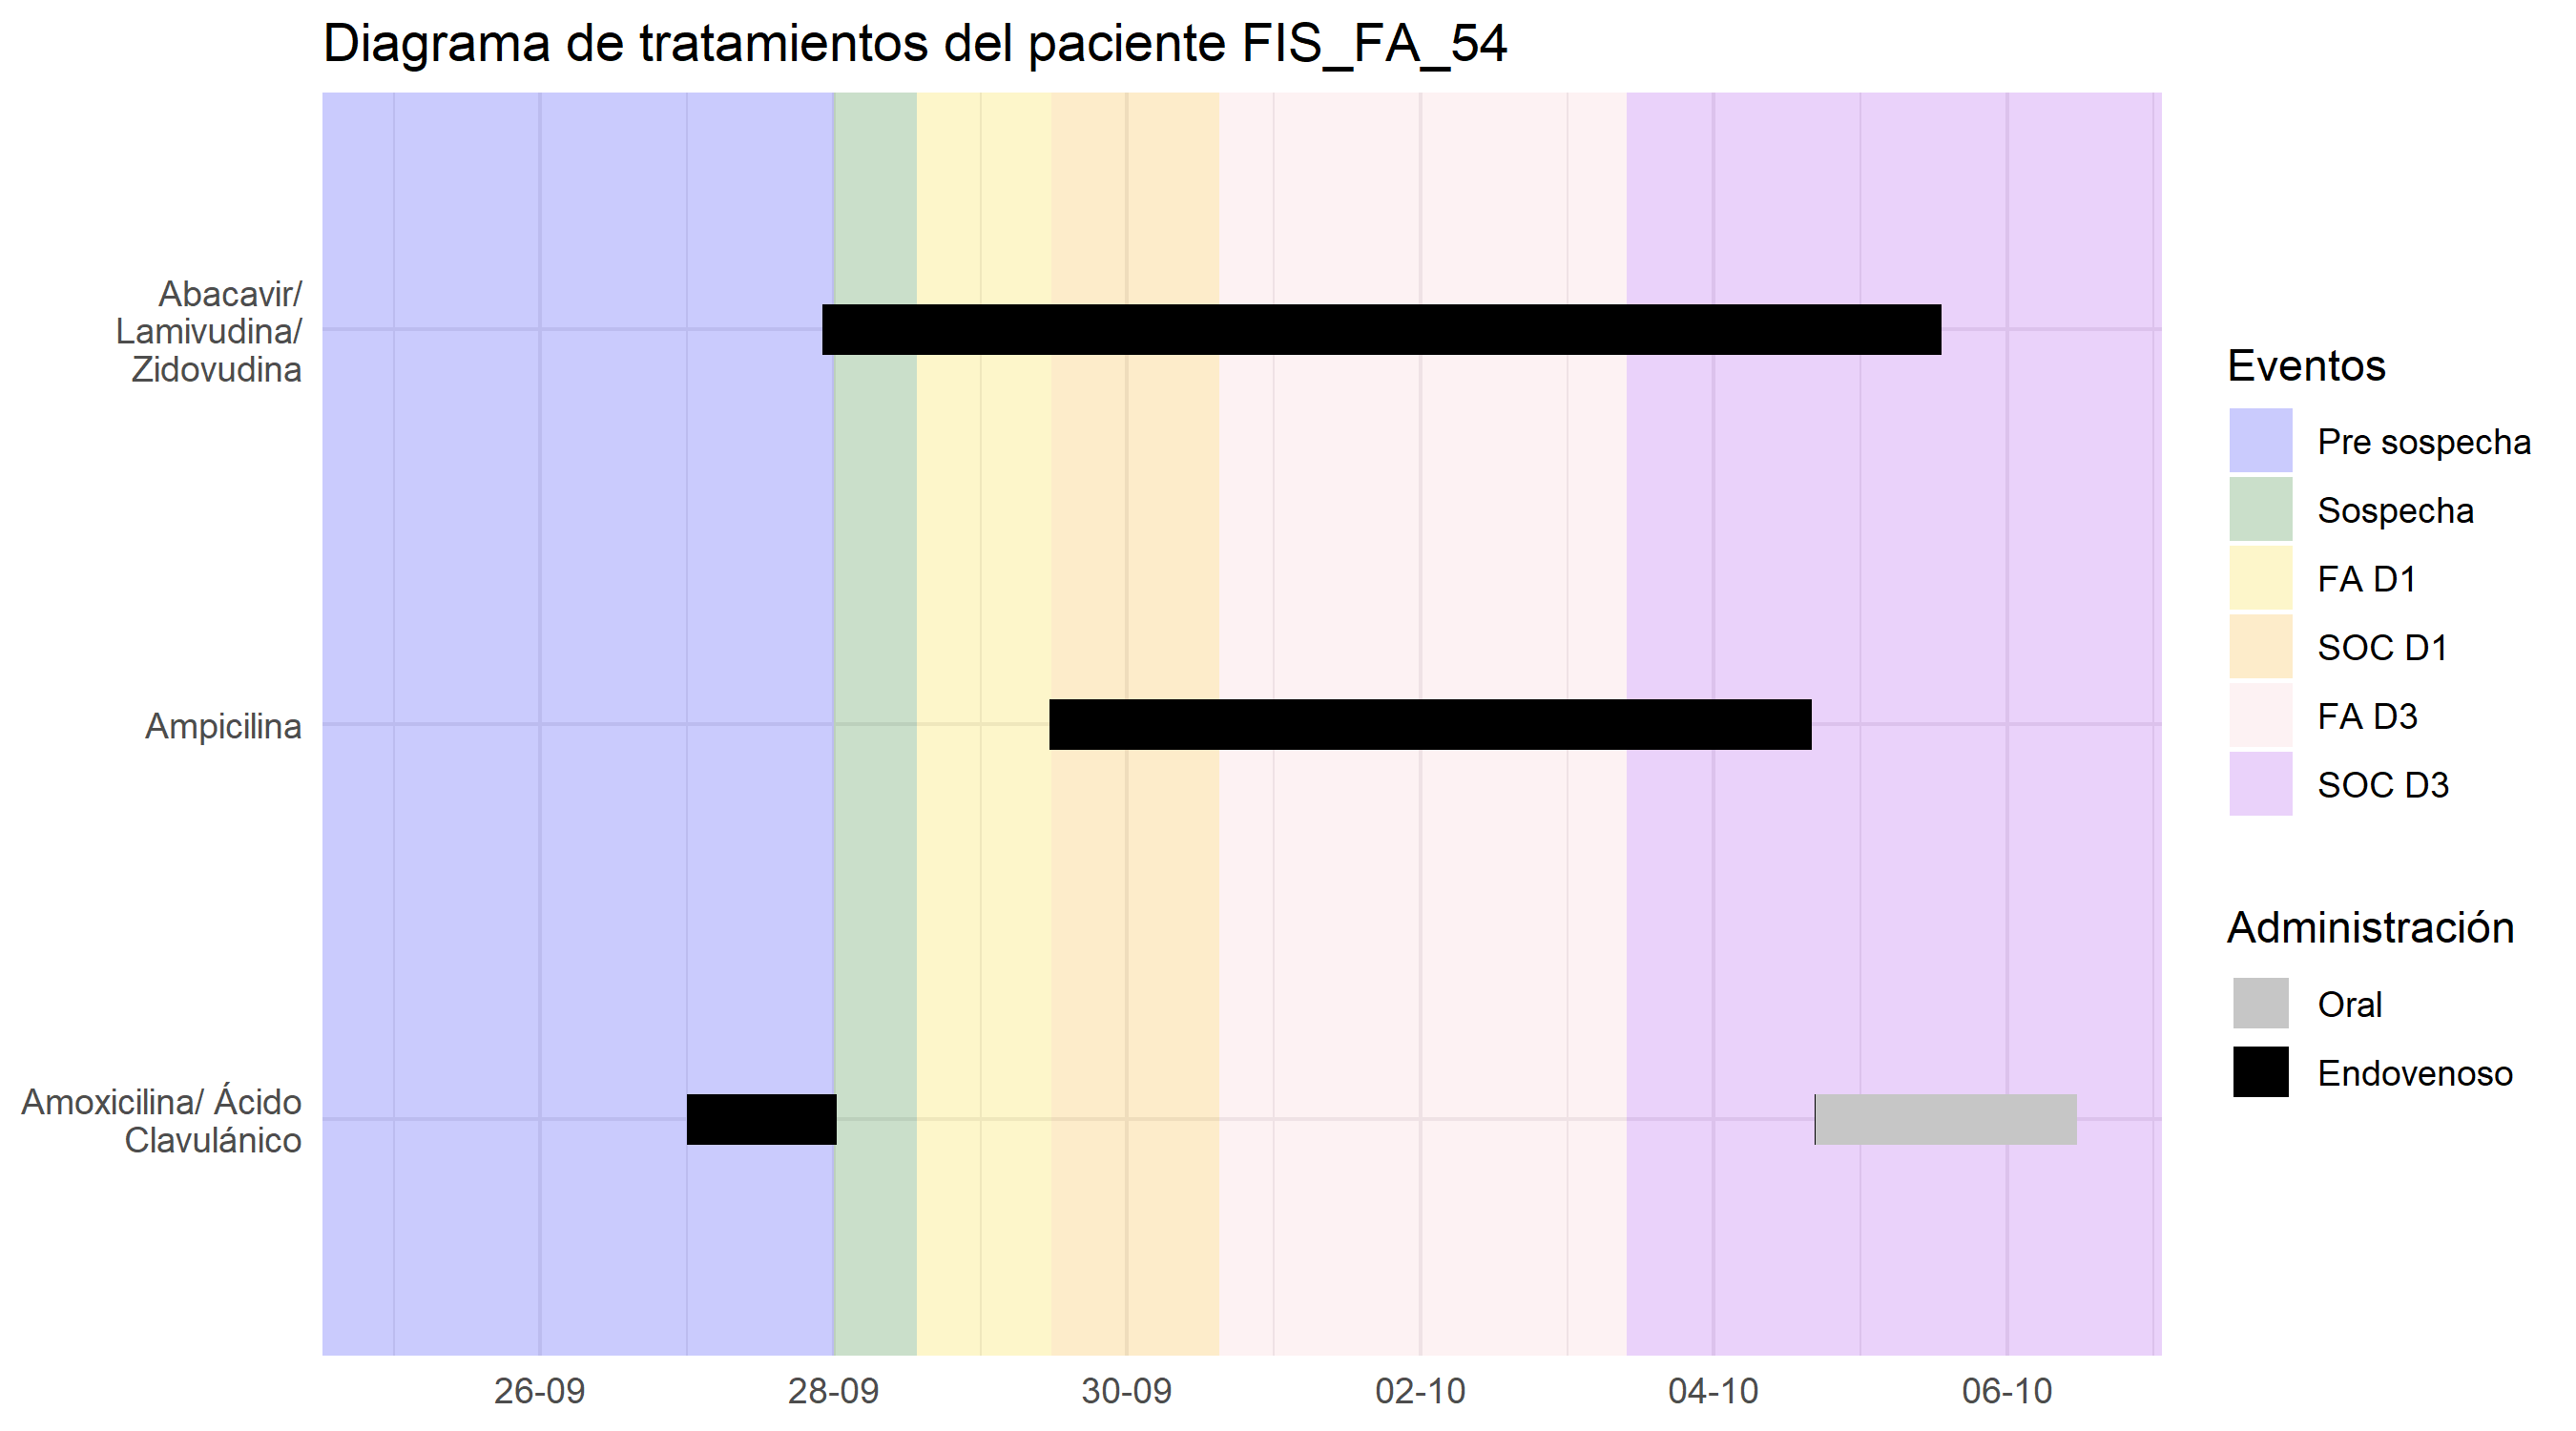 Diagrama de tratamientos del paciente FIS_FA_54
Abacavir/
Lamivudina/
Zidovudina
Ampicilina
Amoxicilina/ Ácido
Clavulánico
26-09
28-09
30-09
02-10
04-10
06-10
Eventos
Pre sospecha
Sospecha
FA D1
SOC D1
FA D3
SOC D3
Administración
Oral
Endovenoso